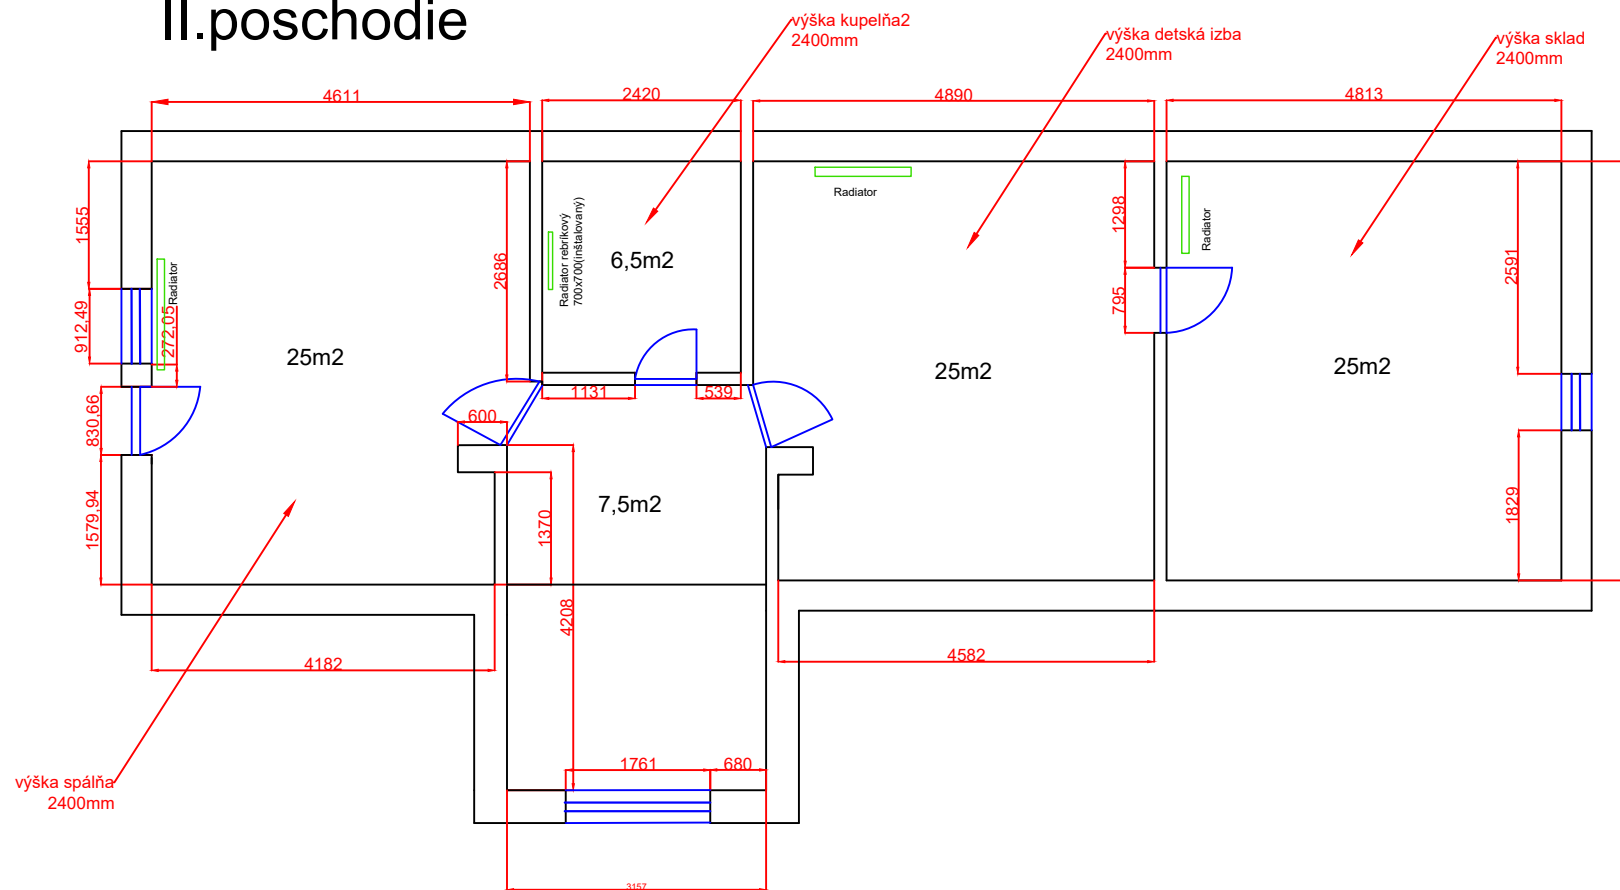 II.poschodie
výška kupelňa2
2400mm
výška detská izba
2400mm
výška sklad
2400mm
4611
2420
4890
4813
1555
2686
Radiator rebríkový
700x700(inštalovaný)
6,5m2
Radiator
1298
Radiator
2591
Radiator
912,49
272,05
25m2
795
25m2
25m2
830,66
600
1131
539
1579,94
1370
7,5m2
1829
4208
4182
4582
výška spálňa
2400mm
1761
680
3157